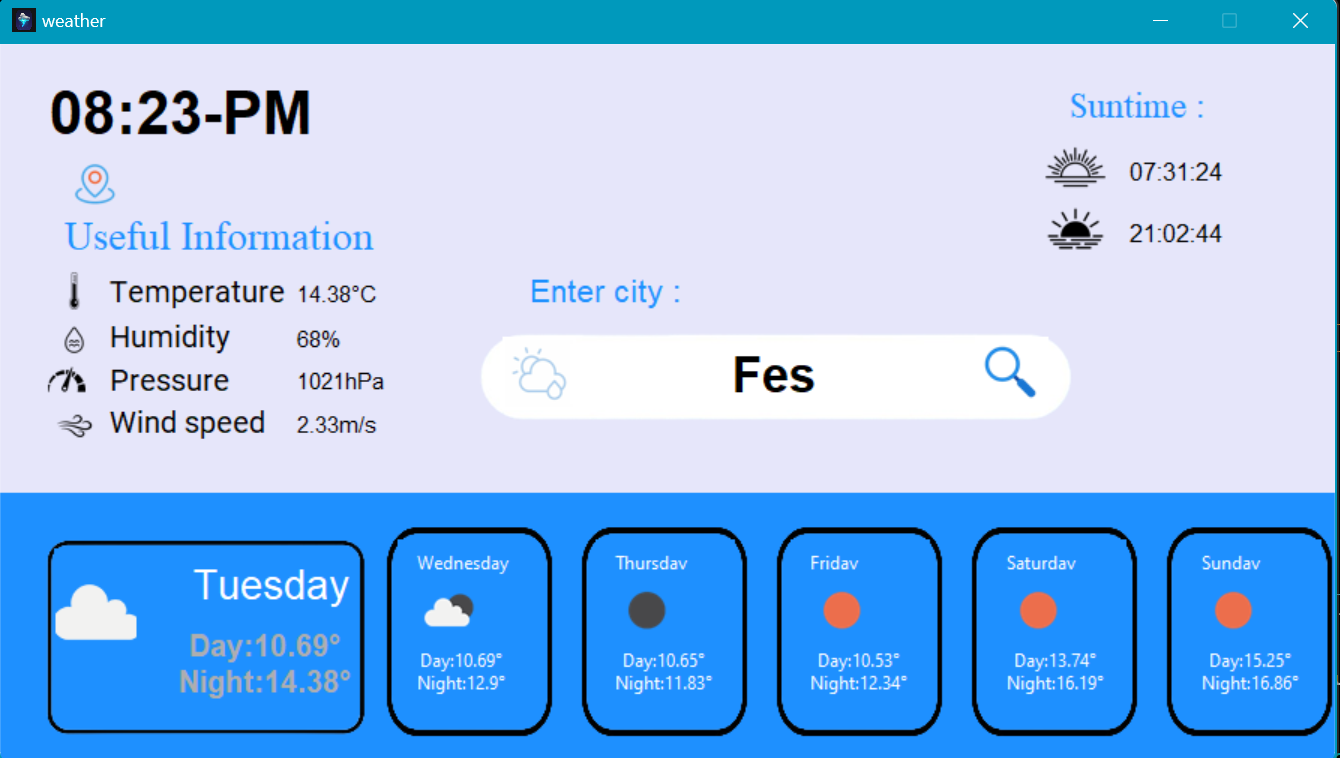 weather
08:23-PM
Suntime :
07:31:24
21:02:44
Useful Information
Temperature 14.38°C
Humidity 68%
Pressure 1021hPa
Wind speed 2.33m/s
Enter city :
Fes
Tuesday
Day:10.69°
Night:14.38°
Wednesday
Day:10.69°
Night:12.9°
Thursday
Day:10.65°
Night:11.83°
Friday
Day:10.53°
Night:12.34°
Saturday
Day:13.74°
Night:16.19°
Sunday
Day:15.25°
Night:16.86°